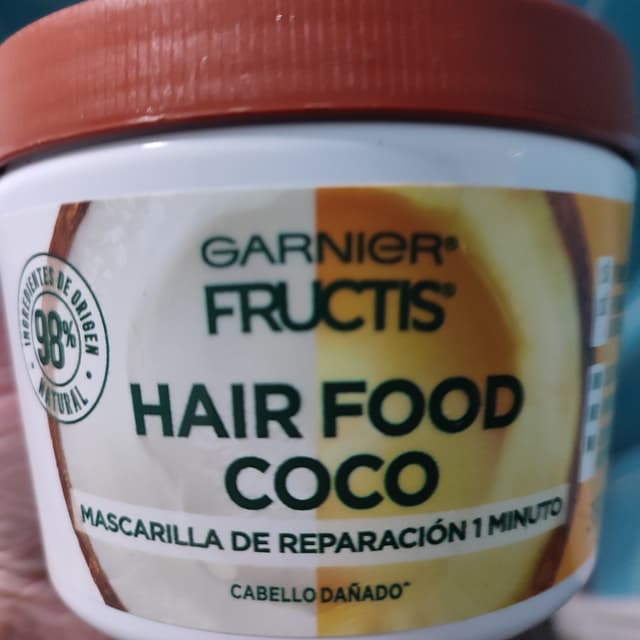 GARNIER®
FRUCTIS®
INGREDIENTES DE ORIGEN
98%
NATURAL
HAIR FOOD
COCO
MASCARILLA DE REPARACIÓN 1 MINUTO
CABELLO DAÑADO*